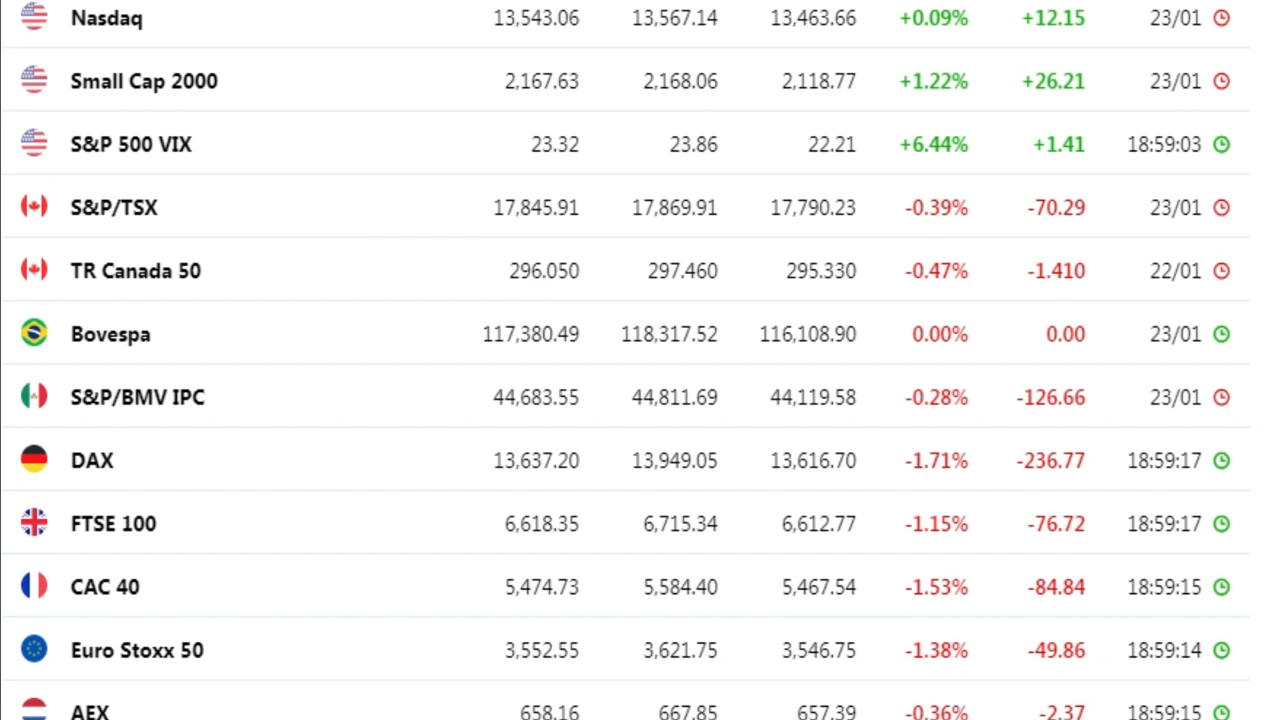 Nasdaq 13,543.06 13,567.14 13,463.66 +0.09% +12.15 23/01
Small Cap 2000 2,167.63 2,168.06 2,118.77 +1.22% +26.21 23/01
S&P 500 VIX 23.32 23.86 22.21 +6.44% +1.41 18:59:03
S&P/TSX 17,845.91 17,869.91 17,790.23 -0.39% -70.29 23/01
TR Canada 50 296.050 297.460 295.330 -0.47% -1.410 22/01
Bovespa 117,380.49 118,317.52 116,108.90 0.00% 0.00 23/01
S&P/BMV IPC 44,683.55 44,811.69 44,119.58 -0.28% -126.66 23/01
DAX 13,637.20 13,949.05 13,616.70 -1.71% -236.77 18:59:17
FTSE 100 6,618.35 6,715.34 6,612.77 -1.15% -76.72 18:59:17
CAC 40 5,474.73 5,584.40 5,467.54 -1.53% -84.84 18:59:15
Euro Stoxx 50 3,552.55 3,621.75 3,546.75 -1.38% -49.86 18:59:14
AEX 658.16 667.85 657.39 -0.36% -2.37 18:59:15